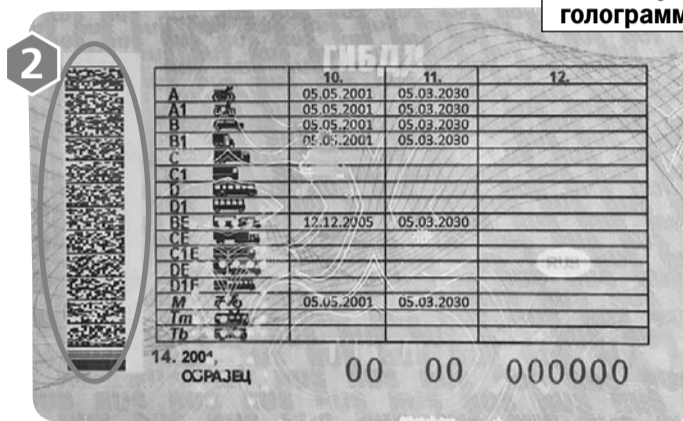 голограмм
2
ГИБДД
10. 11. 12.
A 05.05.2001 05.03.2030
A1 05.05.2001 05.03.2030
B 05.05.2001 05.03.2030
B1 05.05.2001 05.03.2030
C
C1
D
D1
BE 12.12.2005 05.03.2030
CE
C1E
DE
D1E
M 05.05.2001 05.03.2030
Tm
Tb
RUS
14. 2004,
ОБРАЗЕЦ 00 00 000000